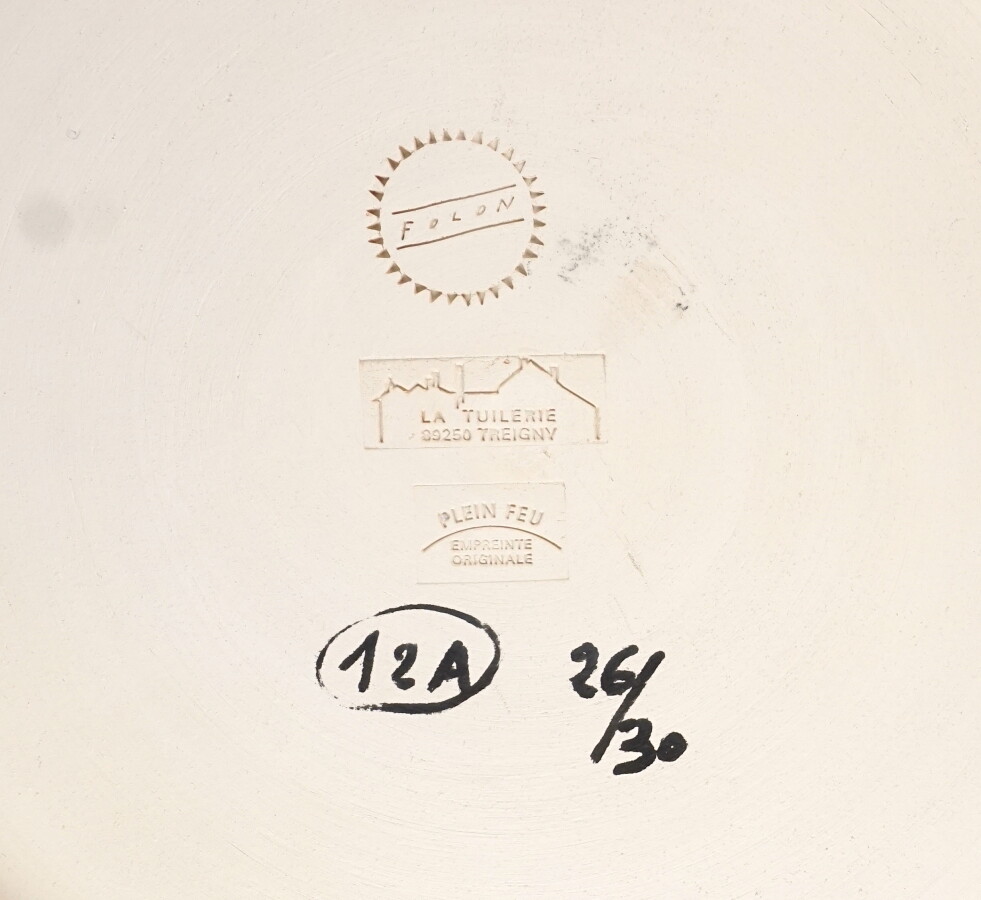 FOLON
LA TUILERIE
89250 TREIGNY
PLEIN FEU
EMPREINTE
ORIGINALE
12A
26/
30